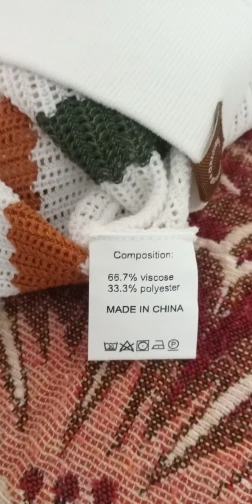 Composition:
66.7% viscose
33.3% polyester
MADE IN CHINA